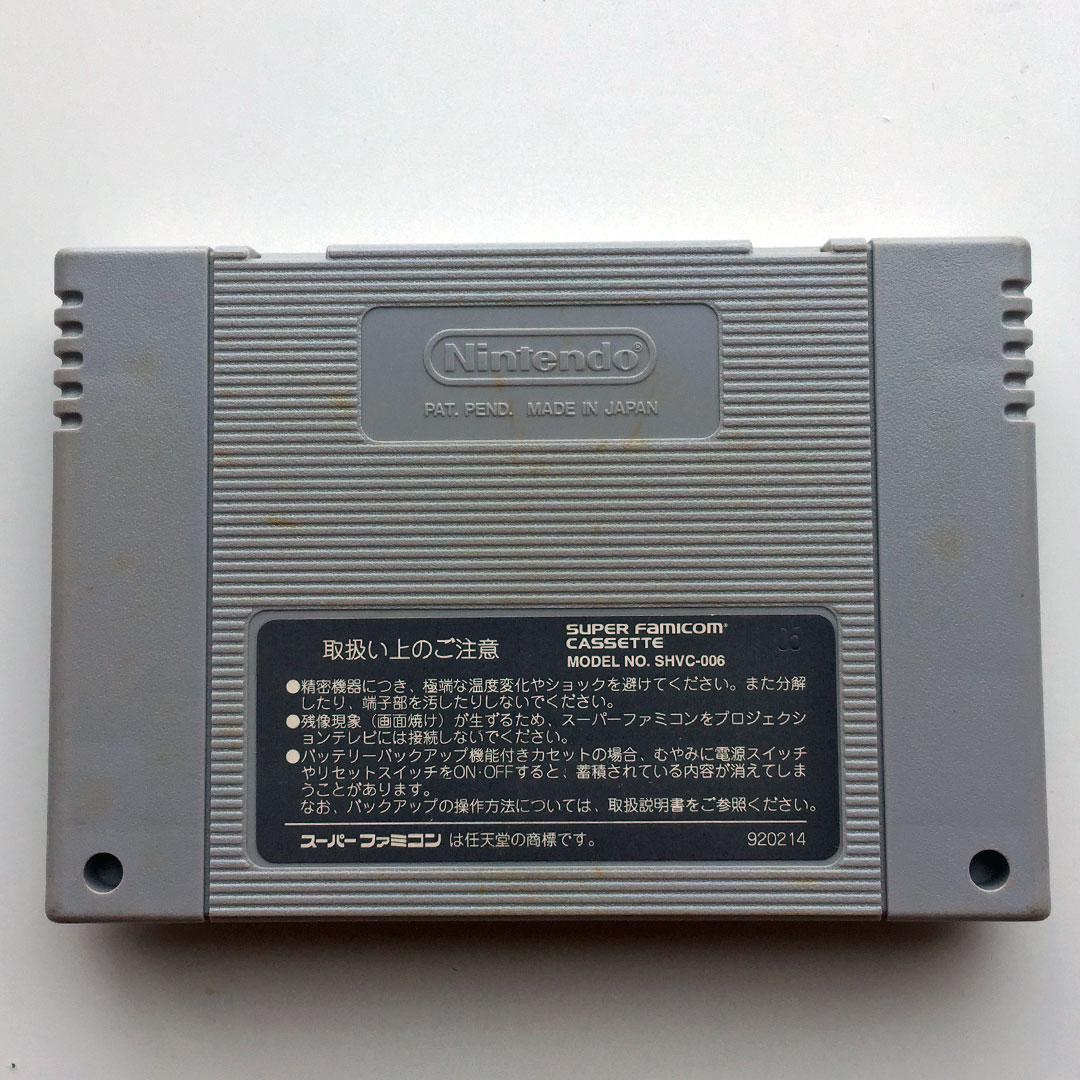 Nintendo®
PAT. PEND. MADE IN JAPAN
取扱い上のご注意
SUPER FAMICOM®
CASSETTE
MODEL NO. SHVC-006
●精密機器につき、極端な温度変化やショックを避けてください。また分解
したり、端子部を汚したりしないでください。
●残像現象（画面焼け）が生ずるため、スーパーファミコンをプロジェクシ
ョンテレビには接続しないでください。
●バッテリーバックアップ機能付きカセットの場合、むやみに電源スイッチ
やリセットスイッチをON·OFFすると、蓄積されている内容が消えてしま
うことがあります。
なお、バックアップの操作方法については、取扱説明書をご参照ください。
スーパーファミコン は任天堂の商標です。
920214